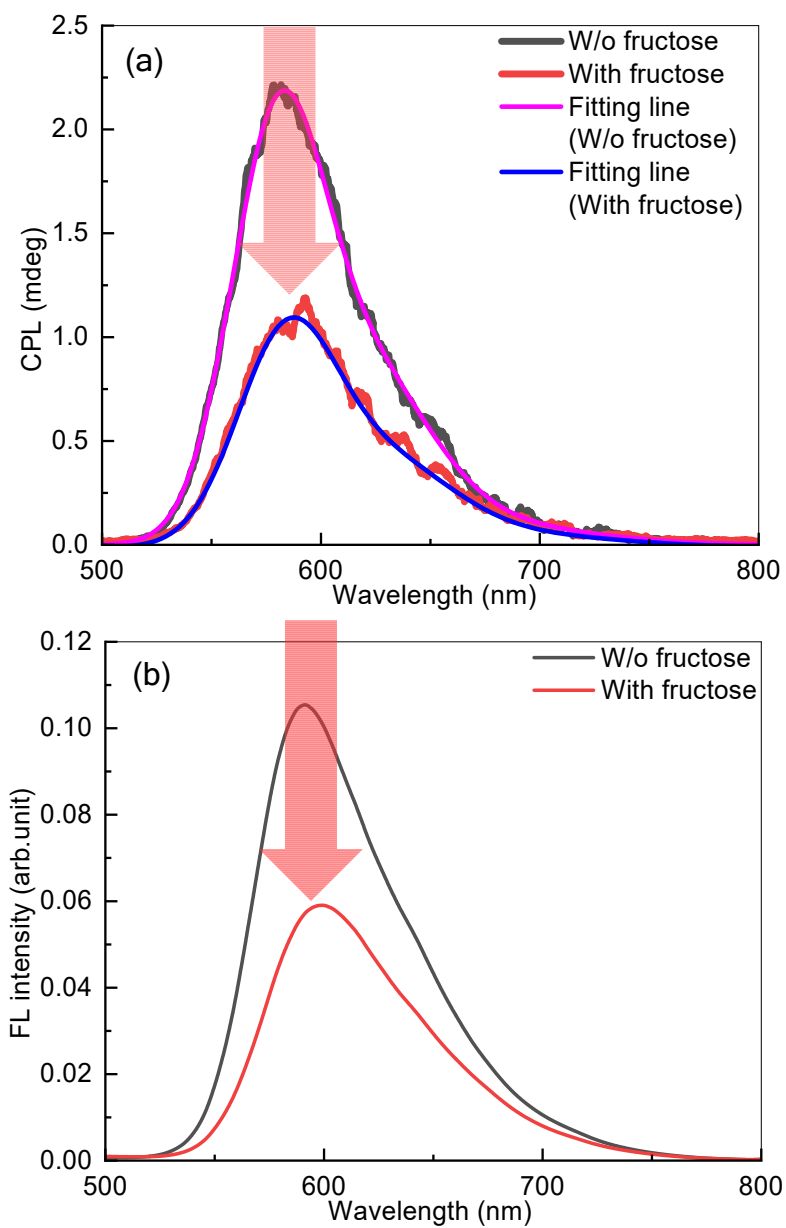 (a)
W/o fructose
With fructose
Fitting line
(W/o fructose)
Fitting line
(With fructose)
2.5
2.0
1.5
1.0
0.5
0.0
CPL (mdeg)
500
600
700
800
Wavelength (nm)
(b)
W/o fructose
With fructose
0.12
0.10
0.08
0.06
0.04
0.02
0.00
FL intensity (arb.unit)
500
600
700
800
Wavelength (nm)